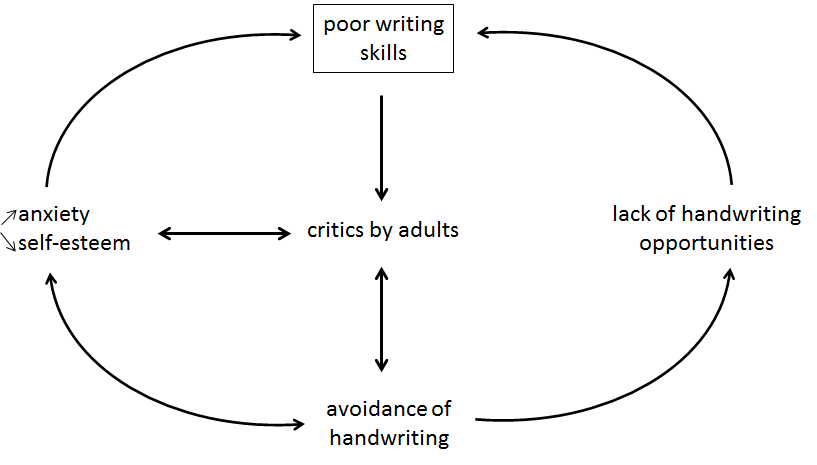 poor writing
skills
anxiety
self-esteem
critics by adults
lack of handwriting
opportunities
avoidance of
handwriting